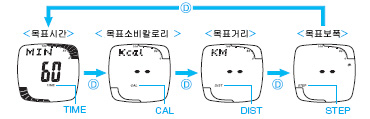 D
<목표시간> <목표소비칼로리> <목표거리> <목표보폭>
MIN Kcal KM
60 -- -- --
TIME CAL DIST STEP
D D D
TIME CAL DIST STEP